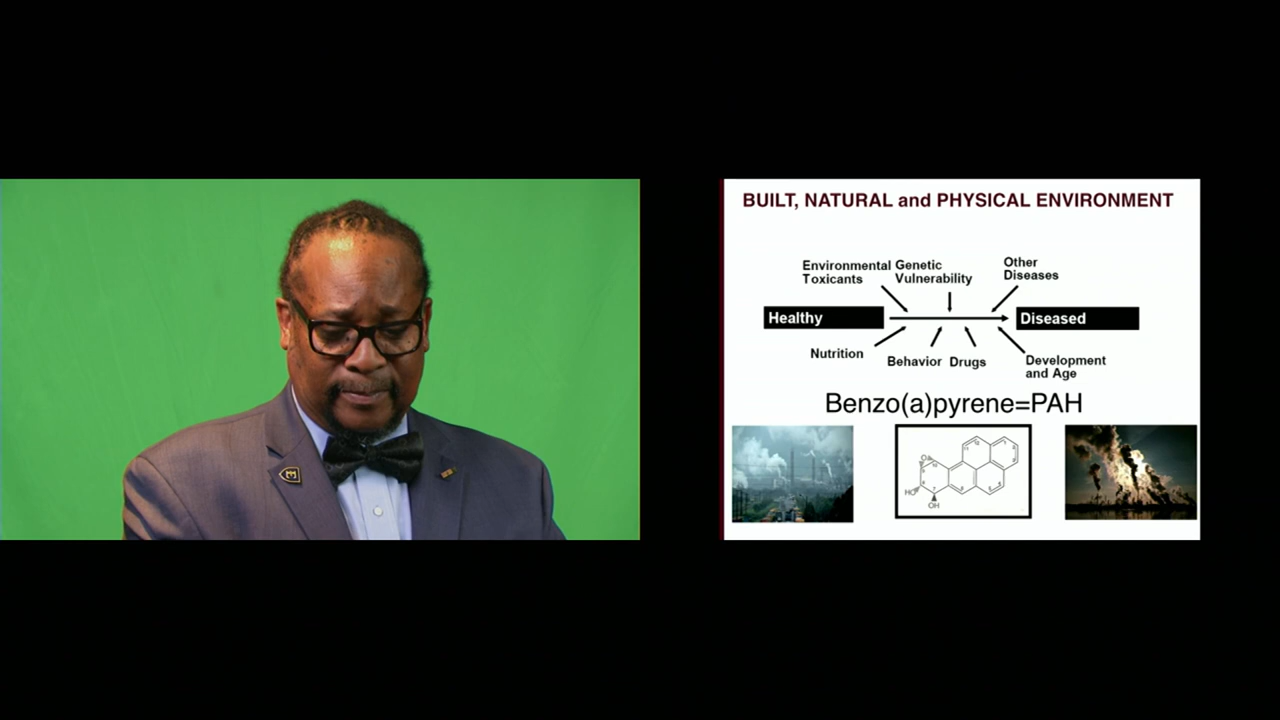 BUILT, NATURAL and PHYSICAL ENVIRONMENT
Environmental
Toxicants
Genetic
Vulnerability
Other
Diseases
Healthy
Diseased
Nutrition
Behavior
Drugs
Development
and Age
Benzo(a)pyrene=PAH
O
HO
OH